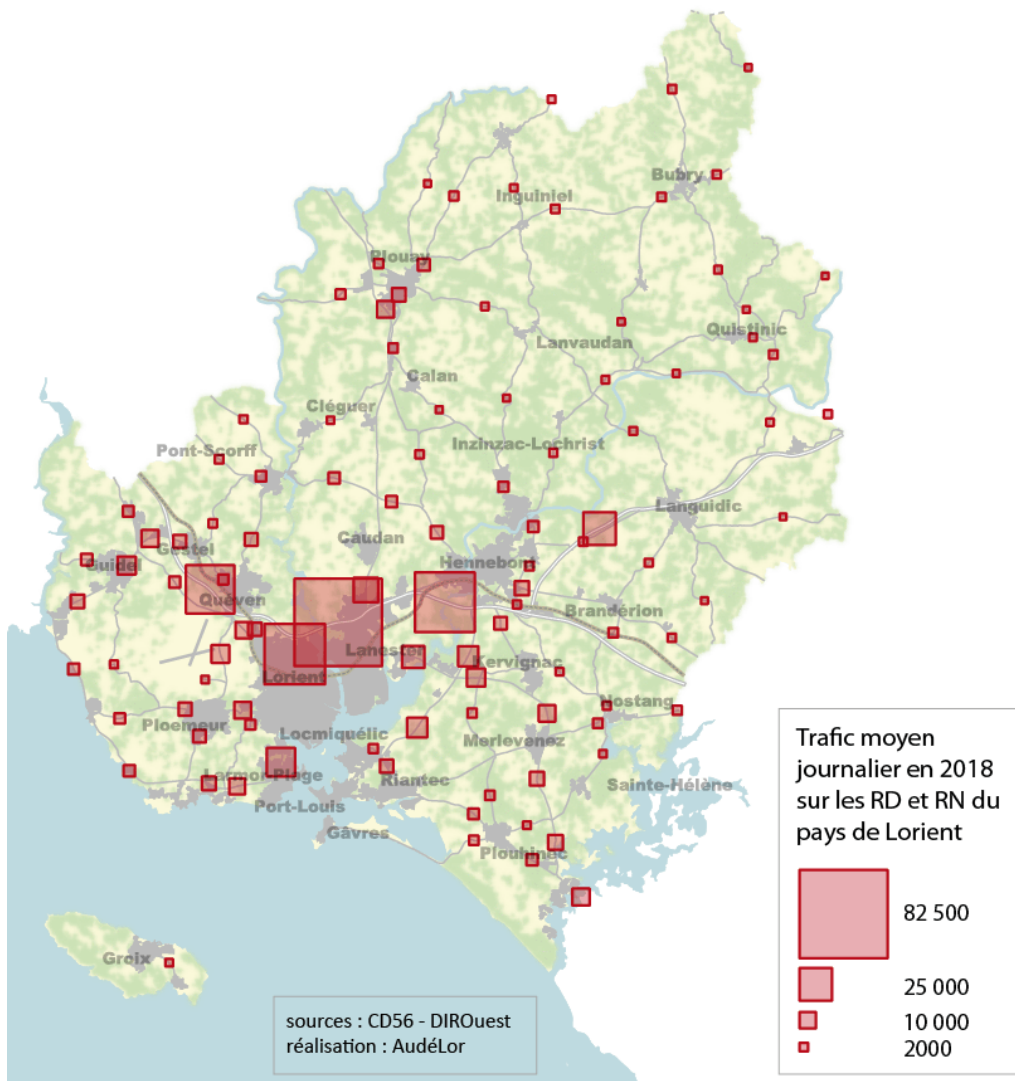 Bubry
Inguiniel
Plouay
Quistinic
Lanvaudan
Calan
Cléguer
Inzinzac-Lochrist
Pont-Scorff
Languidic
Caudan
Gestel
Hennebont
Guidel
Quéven
Brandérion
Lanester
Kervignac
Lorient
Nostang
Ploemeur
Locmiquélic
Merlevenez
Larmor-Plage
Riantec
Sainte-Hélène
Port-Louis
Gâvres
Plouhinec
Groix
Trafic moyen
journalier en 2018
sur les RD et RN du
pays de Lorient
82 500
25 000
10 000
2000
sources : CD56 - DIROuest
réalisation : AudéLor